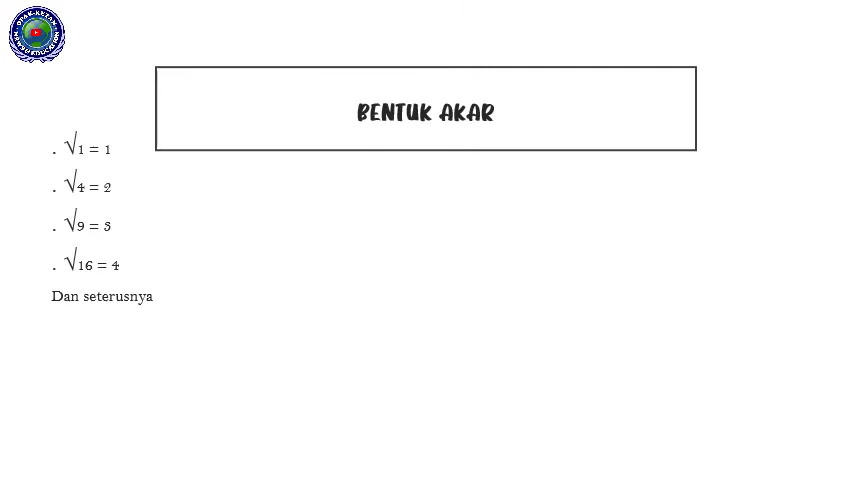 BENTUK AKAR
. √1 = 1
. √4 = 2
. √9 = 3
. √16 = 4
Dan seterusnya